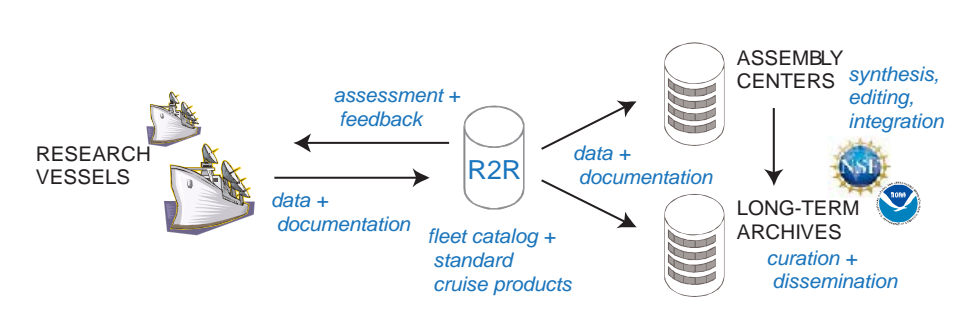 RESEARCH
VESSELS
assessment +
feedback
data +
documentation
R2R
fleet catalog +
standard
cruise products
data +
documentation
ASSEMBLY
CENTERS
synthesis,
editing,
integration
NSF
NOAA
LONG-TERM
ARCHIVES
curation +
dissemination